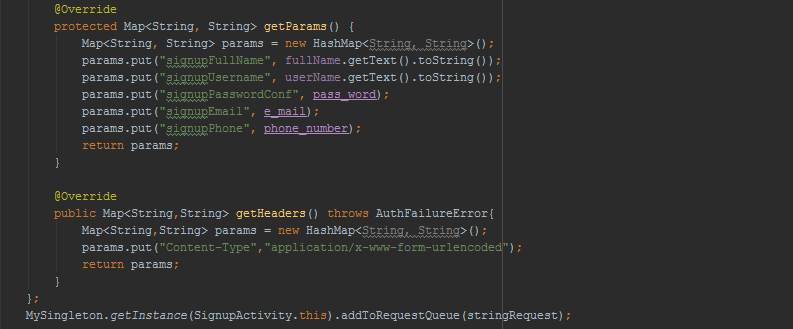 @Override
protected Map<String, String> getParams() {
    Map<String, String> params = new HashMap<String, String>();
    params.put("signupFullName", fullName.getText().toString());
    params.put("signupUsername", userName.getText().toString());
    params.put("signupPasswordConf", pass_word);
    params.put("signupEmail", e_mail);
    params.put("signupPhone", phone_number);
    return params;
}
@Override
public Map<String,String> getHeaders() throws AuthFailureError{
    Map<String,String> params = new HashMap<String, String>();
    params.put("Content-Type","application/x-www-form-urlencoded");
    return params;
}
};
MySingleton.getInstance(SignupActivity.this).addToRequestQueue(stringRequest);